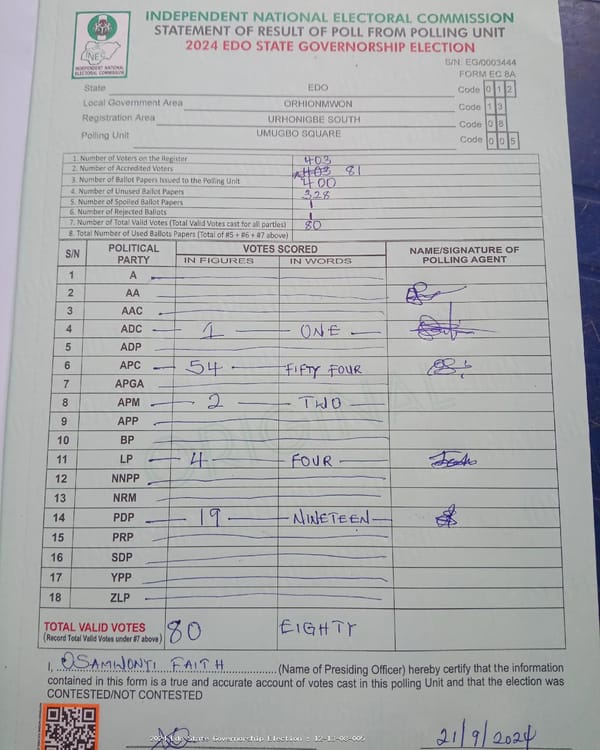 INDEPENDENT NATIONAL ELECTORAL COMMISSION
STATEMENT OF RESULT OF POLL FROM POLLING UNIT
2024 EDO STATE GOVERNORSHIP ELECTION
INEC
INDEPENDENT NATIONAL
ELECTORAL COMMISSION
S/N: EG/0003444
FORM EC 8A
State EDO Code 0 1 2
Local Government Area ORHIONMWON Code 1 3
Registration Area URHONIGBE SOUTH Code 0 8
Polling Unit UMUGBO SQUARE Code 0 0 5
1. Number of Voters on the Register 403
2. Number of Accredited Voters 403 81
3. Number of Ballot Papers Issued to the Polling Unit 400
4. Number of Unused Ballot Papers 328
5. Number of Spoiled Ballot Papers
6. Number of Rejected Ballots 1
7. Number of Total Valid Votes (Total Valid Votes cast for all parties) 80
8. Total Number of Used Ballots Papers (Total of #5 + #6 + #7 above)
S/N POLITICAL PARTY VOTES SCORED NAME/SIGNATURE OF POLLING AGENT
IN FIGURES IN WORDS
1 A
2 AA
3 AAC
4 ADC 1 ONE
5 ADP
6 APC 54 FIFTY FOUR
7 APGA
8 APM 2 TWO
9 APP
10 BP
11 LP 4 FOUR
12 NNPP
13 NRM
14 PDP 19 NINETEEN
15 PRP
16 SDP
17 YPP
18 ZLP
ORIGINAL
TOTAL VALID VOTES 80 EIGHTY
(Record Total Valid Votes under #7 above)
I, OSAMWONYI FAITH (Name of Presiding Officer) hereby certify that the information
contained in this form is a true and accurate account of votes cast in this polling Unit and that the election was
CONTESTED/NOT CONTESTED
2024 Edo State Governorship Election : 12-13-08-005
21/9/2024